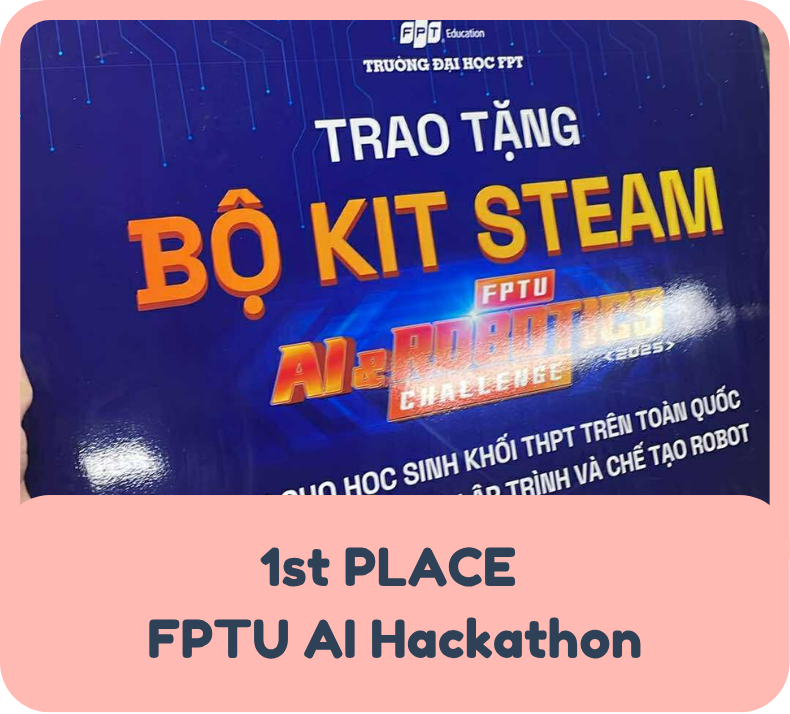 FPT Education
TRƯỜNG ĐẠI HỌC FPT
TRAO TẶNG
BỘ KIT STEAM
FPTU
AI & ROBOTICS
CHALLENGE
<2025>
CHO HỌC SINH KHỐI THPT TRÊN TOÀN QUỐC
LẬP TRÌNH VÀ CHẾ TẠO ROBOT
1st PLACE
FPTU AI Hackathon